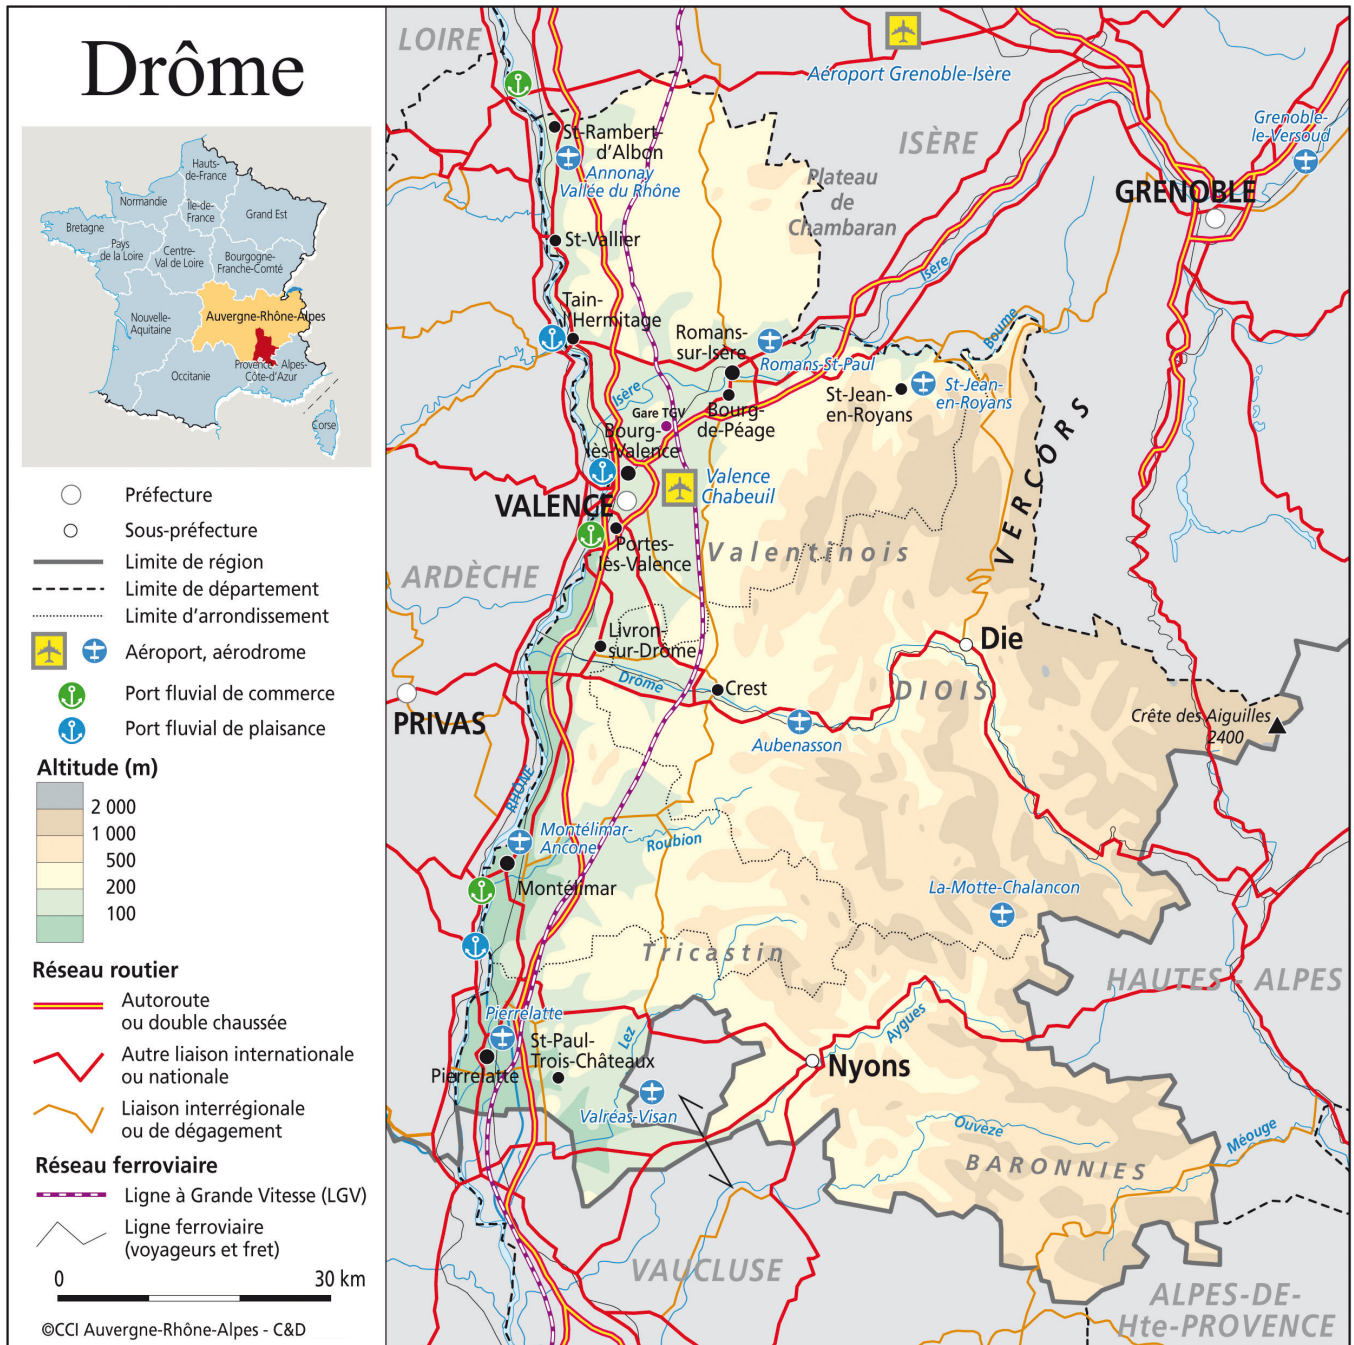 Drôme
Hauts-
de-France
Normandie
Île-de-
France
Grand Est
Bretagne
Pays
de la Loire
Centre-
Val de Loire
Bourgogne-
Franche-Comté
Nouvelle-
Aquitaine
Auvergne-Rhône-Alpes
Occitanie
Provence-Alpes-
Côte-d'Azur
Corse
Préfecture
Sous-préfecture
Limite de région
Limite de département
Limite d'arrondissement
Aéroport, aérodrome
Port fluvial de commerce
Port fluvial de plaisance
Altitude (m)
2 000
1 000
500
200
100
Réseau routier
Autoroute
ou double chaussée
Autre liaison internationale
ou nationale
Liaison interrégionale
ou de dégagement
Réseau ferroviaire
Ligne à Grande Vitesse (LGV)
Ligne ferroviaire
(voyageurs et fret)
0 30 km
©CCI Auvergne-Rhône-Alpes - C&D
LOIRE
Aéroport Grenoble-Isère
ISÈRE
Grenoble-
le-Versoud
St-Rambert-
d'Albon
Annonay
Vallée du Rhône
Plateau
de
Chambaran
GRENOBLE
St-Vallier
Isère
Tain-
l'Hermitage
Romans-
sur-Isère
Romans-St-Paul
Boume
Isère
St-Jean-
en-Royans
St-Jean-
en-Royans
Gare TGV
Bourg-
de-Péage
Bourg-
lès-Valence
VERCORS
Valence
Chabeuil
VALENCE
Portes-
lès-Valence
Valentinois
ARDÈCHE
Livron-
sur-Drôme
Die
Drôme
Crest
DIOIS
PRIVAS
Aubenasson
Crête des Aiguilles
2400
RHÔNE
Montélimar-
Ancone
Roubion
Montélimar
La-Motte-Chalancon
Tricastin
HAUTES - ALPES
Pierrelatte
St-Paul-
Trois-Châteaux
Lez
Aygues
Pierrelatte
Nyons
Valréas-Visan
Ouvèze
Méouge
BARONNIES
VAUCLUSE
ALPES-DE-
Hte-PROVENCE